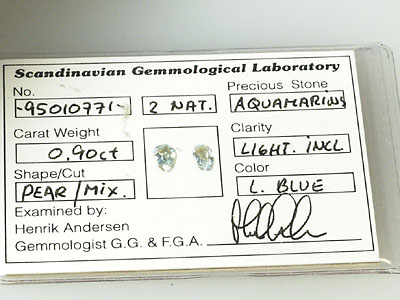 Scandinavian Gemmological Laboratory
No. Precious Stone
-95010771- 2 NAT. AQUAMARINS
Carat Weight Clarity
0.90ct LIGHT. INCL
Shape/Cut Color
PEAR/MIX. L. BLUE
Examined by:
Henrik Andersen
Gemmologist G.G. & F.G.A.